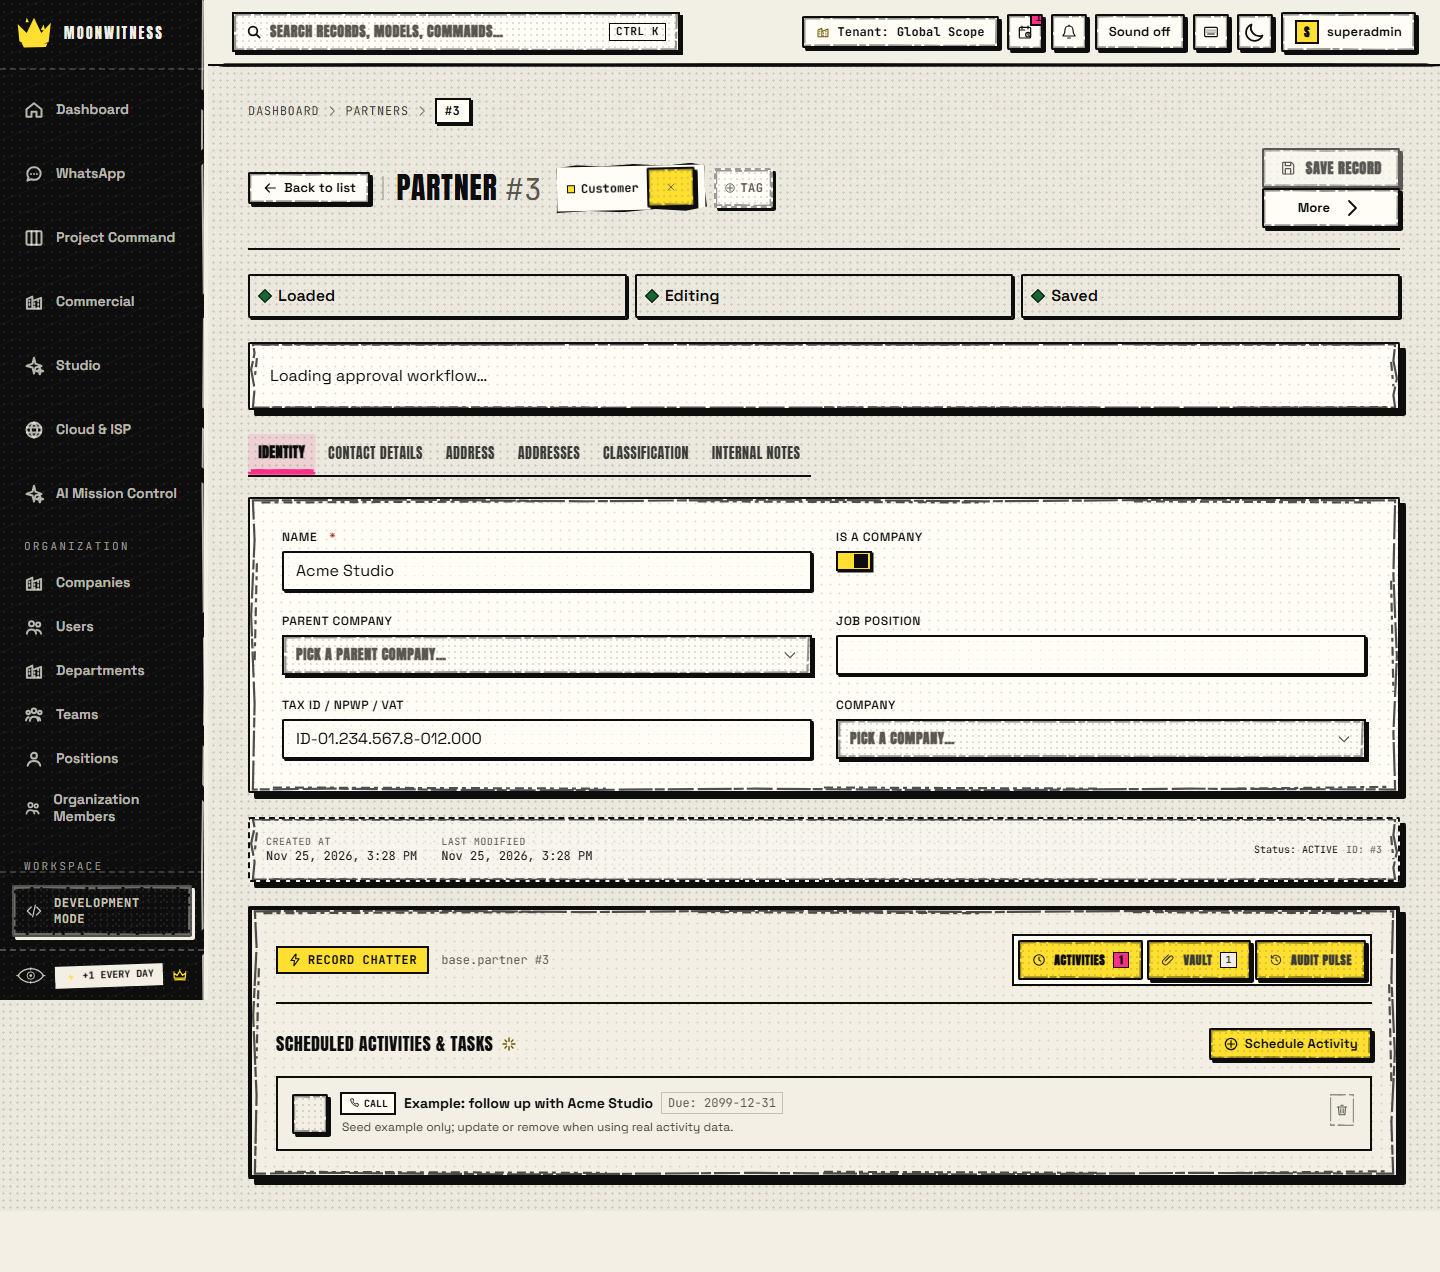 MOONWITNESS
SEARCH RECORDS, MODELS, COMMANDS...
CTRL K
Tenant: Global Scope
Sound off
$
superadmin
Dashboard
WhatsApp
Project Command
Commercial
Studio
Cloud & ISP
AI Mission Control
ORGANIZATION
Companies
Users
Departments
Teams
Positions
Organization
Members
WORKSPACE
DEVELOPMENT
MODE
+1 EVERY DAY
DASHBOARD
PARTNERS
#3
Back to list
PARTNER #3
Customer
TAG
SAVE RECORD
More
Loaded
Editing
Saved
Loading approval workflow...
IDENTITY
CONTACT DETAILS
ADDRESS
ADDRESSES
CLASSIFICATION
INTERNAL NOTES
NAME *
Acme Studio
IS A COMPANY
PARENT COMPANY
PICK A PARENT COMPANY...
JOB POSITION
TAX ID / NPWP / VAT
ID-01.234.567.8-012.000
COMPANY
PICK A COMPANY...
CREATED AT
Nov 25, 2026, 3:28 PM
LAST MODIFIED
Nov 25, 2026, 3:28 PM
Status: ACTIVE ID: #3
RECORD CHATTER
base.partner #3
ACTIVITIES 1
VAULT 1
AUDIT PULSE
SCHEDULED ACTIVITIES & TASKS
Schedule Activity
CALL
Example: follow up with Acme Studio
Due: 2099-12-31
Seed example only; update or remove when using real activity data.